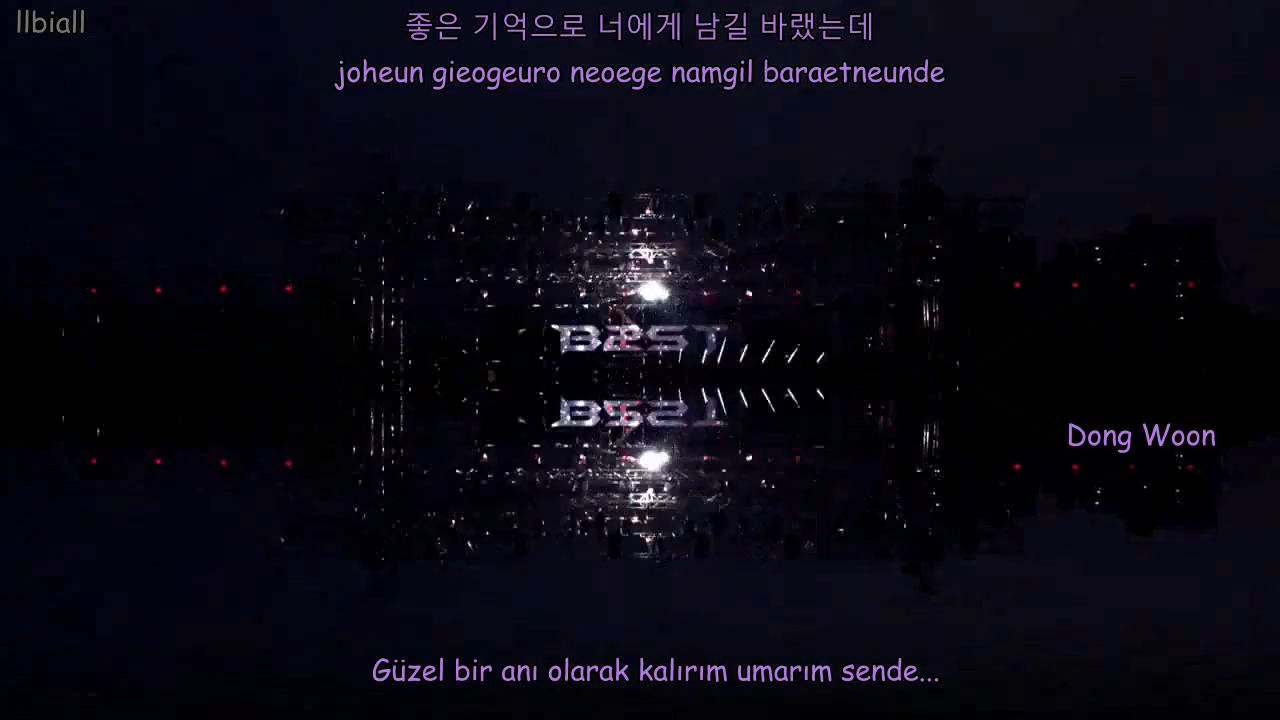 llbiall
좋은 기억으로 너에게 남길 바랬는데
joheun gieogeuro neoege namgil baraetneunde
B2ST
Dong Woon
Güzel bir anı olarak kalırım umarım sende...